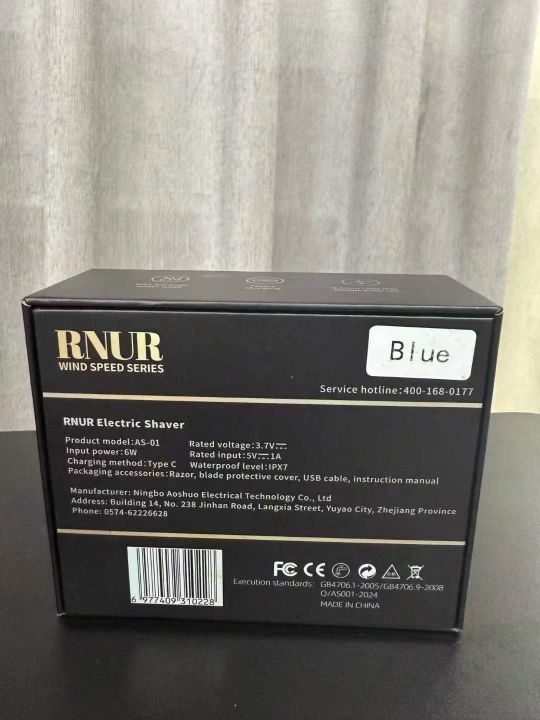 RNUR
WIND SPEED SERIES
Blue
Service hotline:400-168-0177
RNUR Electric Shaver
Product model:AS-01 Rated voltage:3.7V⎓
Input power:6W Rated input:5V⎓1A
Charging method:Type C Waterproof level:IPX7
Packaging accessories:Razor, blade protective cover, USB cable, instruction manual
Manufacturer: Ningbo Aoshuo Electrical Technology Co., Ltd
Address: Building 14, No. 238 Jinhan Road, Langxia Street, Yuyao City, Zhejiang Province
Phone: 0574-62226628
6 977409 310228
FC CE
Execution standards: GB4706.1-2005/GB4706.9-2008
Q/AS001-2024
MADE IN CHINA